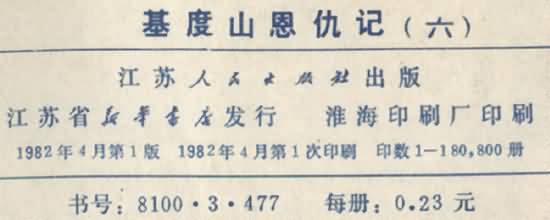 基度山恩仇记(六)
江苏人民出版社出版
江苏省新华书店发行 淮海印刷厂印刷
1982年4月第1版 1982年4月第1次印刷 印数1—180,800册
书号:8100·3·477 每册:0.23元